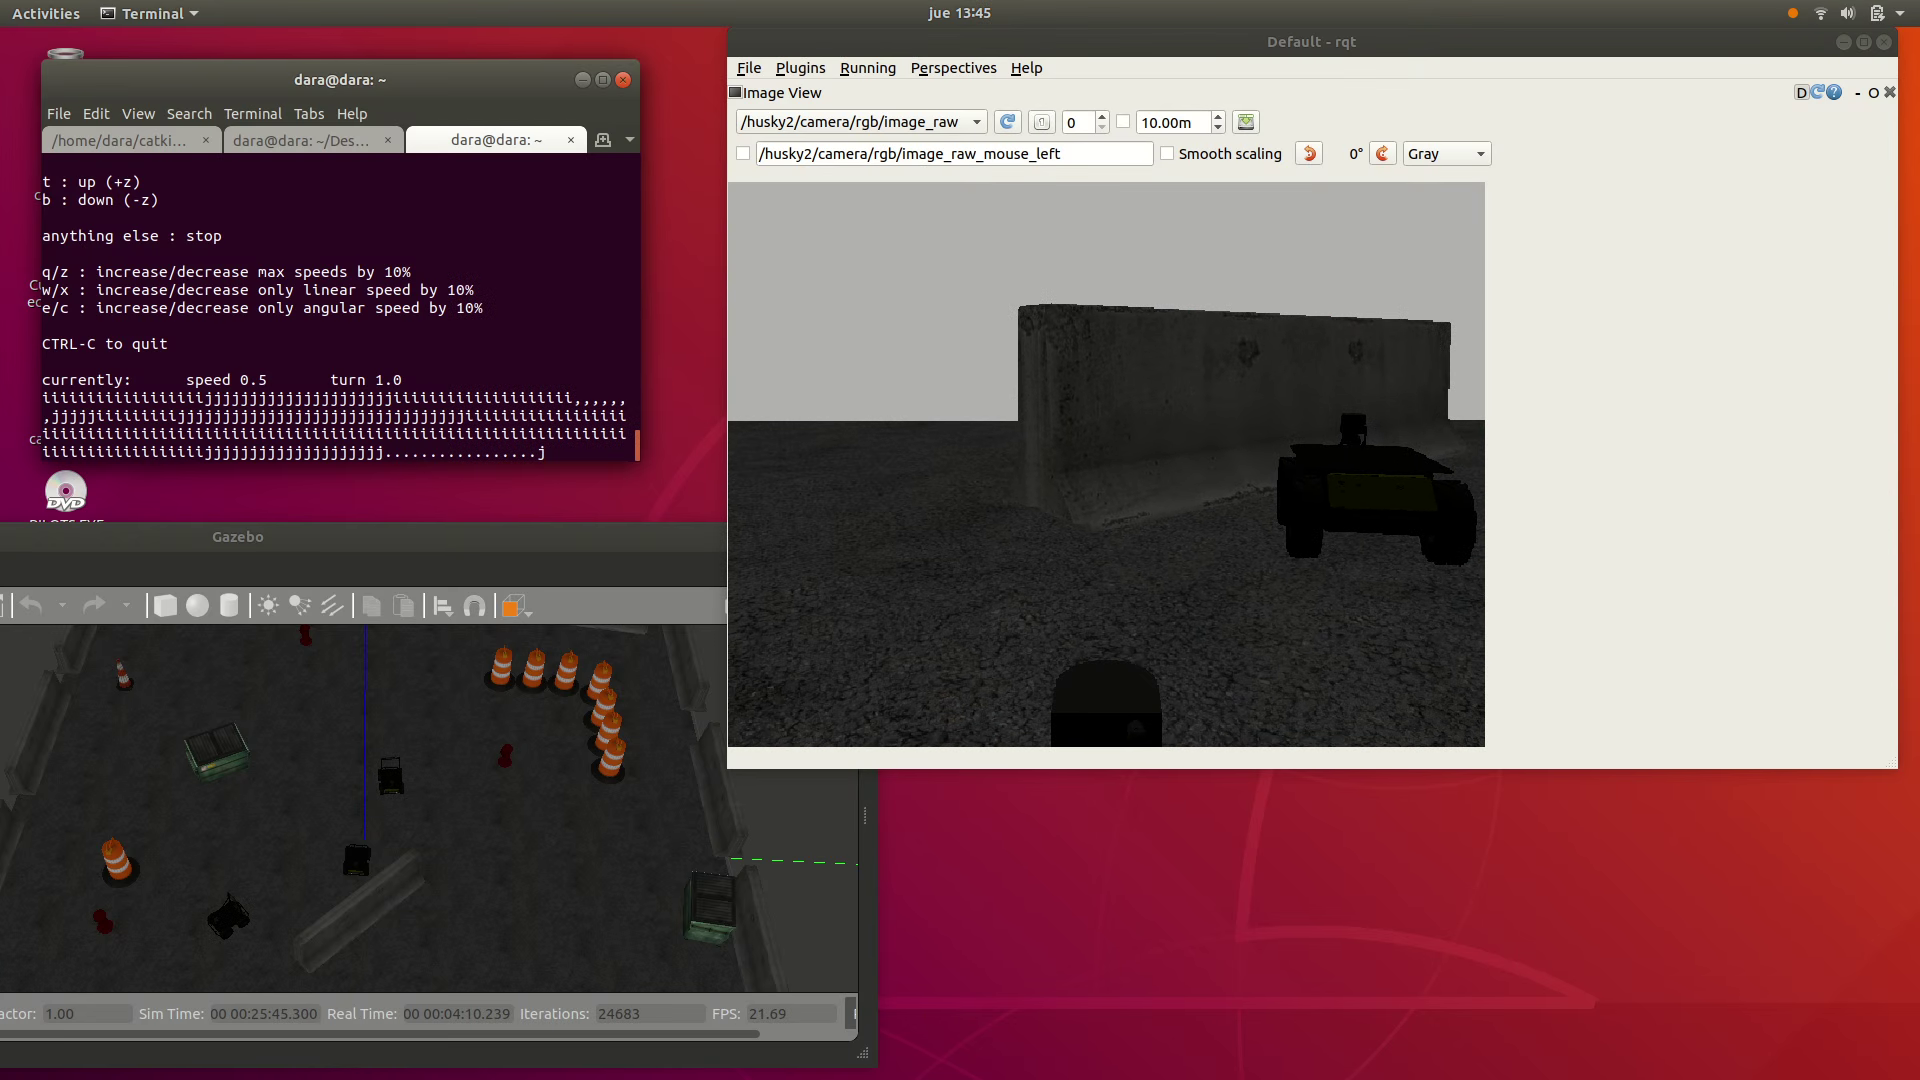 Activities
Terminal
jue 13:45
dara@dara: ~
File Edit View Search Terminal Tabs Help
/home/dara/catki...
dara@dara: ~/Des...
dara@dara: ~
t : up (+z)
b : down (-z)
anything else : stop
q/z : increase/decrease max speeds by 10%
w/x : increase/decrease only linear speed by 10%
e/c : increase/decrease only angular speed by 10%
CTRL-C to quit
currently: speed 0.5 turn 1.0
DVD
Default - rqt
File Plugins Running Perspectives Help
Image View
D
- O
/husky2/camera/rgb/image_raw
0
10.00m
/husky2/camera/rgb/image_raw_mouse_left
Smooth scaling
0°
Gray
Gazebo
actor: 1.00 Sim Time: 00 00:25:45.300 Real Time: 00 00:04:10.239 Iterations: 24683 FPS: 21.69